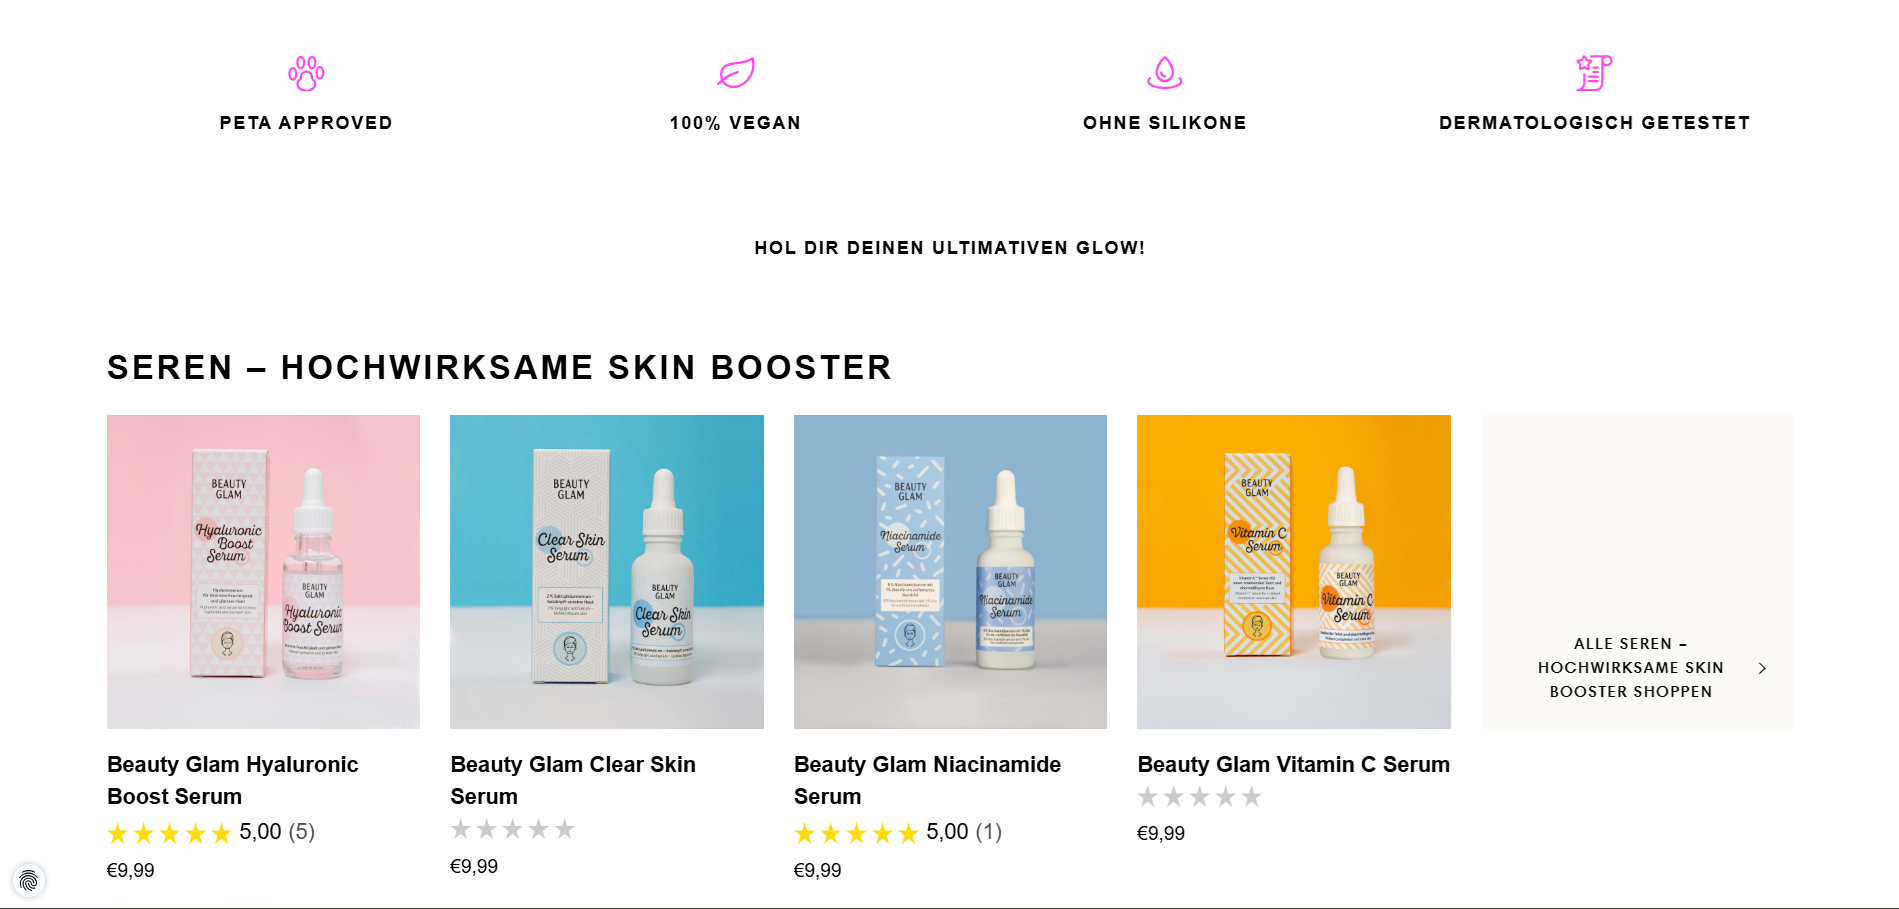 PETA APPROVED
100% VEGAN
OHNE SILIKONE
DERMATOLOGISCH GETESTET
HOL DIR DEINEN ULTIMATIVEN GLOW!
SEREN – HOCHWIRKSAME SKIN BOOSTER
BEAUTY
GLAM
Hyaluronic
Boost
Serum
BEAUTY
GLAM
Hyaluronic
Boost Serum
BEAUTY
GLAM
Clear Skin
Serum
BEAUTY
GLAM
Clear Skin
Serum
BEAUTY
GLAM
Niacinamide
Serum
BEAUTY
GLAM
Niacinamide
Serum
BEAUTY
GLAM
Vitamin C
Serum
BEAUTY
GLAM
Vitamin C
Serum
ALLE SEREN –
HOCHWIRKSAME SKIN
BOOSTER SHOPPEN
Beauty Glam Hyaluronic
Boost Serum
5,00 (5)
€9,99
Beauty Glam Clear Skin
Serum
€9,99
Beauty Glam Niacinamide
Serum
5,00 (1)
€9,99
Beauty Glam Vitamin C Serum
€9,99